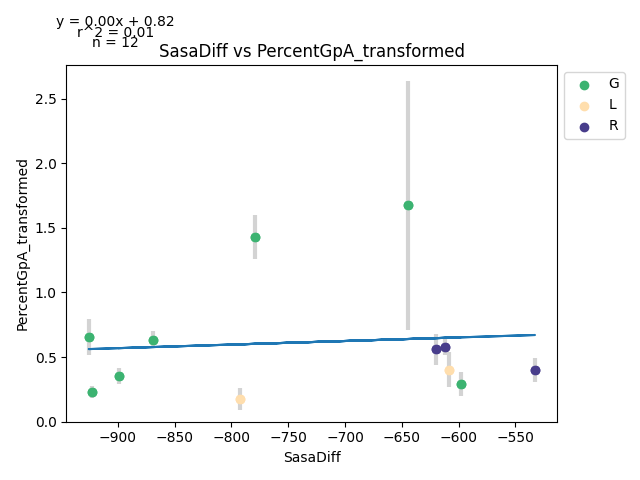 y = 0.00x + 0.82
r^2 = 0.01
n = 12
SasaDiff vs PercentGpA_transformed
G
L
R
PercentGpA_transformed
2.5
2.0
1.5
1.0
0.5
0.0
−900
−850
−800
−750
−700
−650
−600
−550
SasaDiff